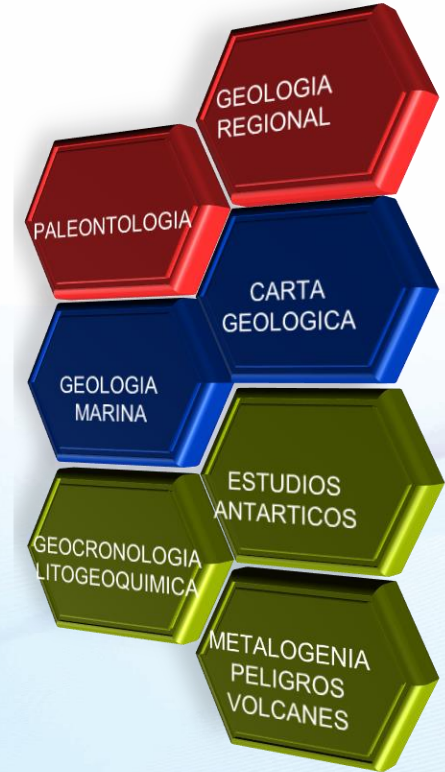 GEOLOGIA
REGIONAL
PALEONTOLOGIA
CARTA
GEOLOGICA
GEOLOGIA
MARINA
ESTUDIOS
ANTARTICOS
GEOCRONOLOGIA
LITOGEOQUIMICA
METALOGENIA
PELIGROS
VOLCANES